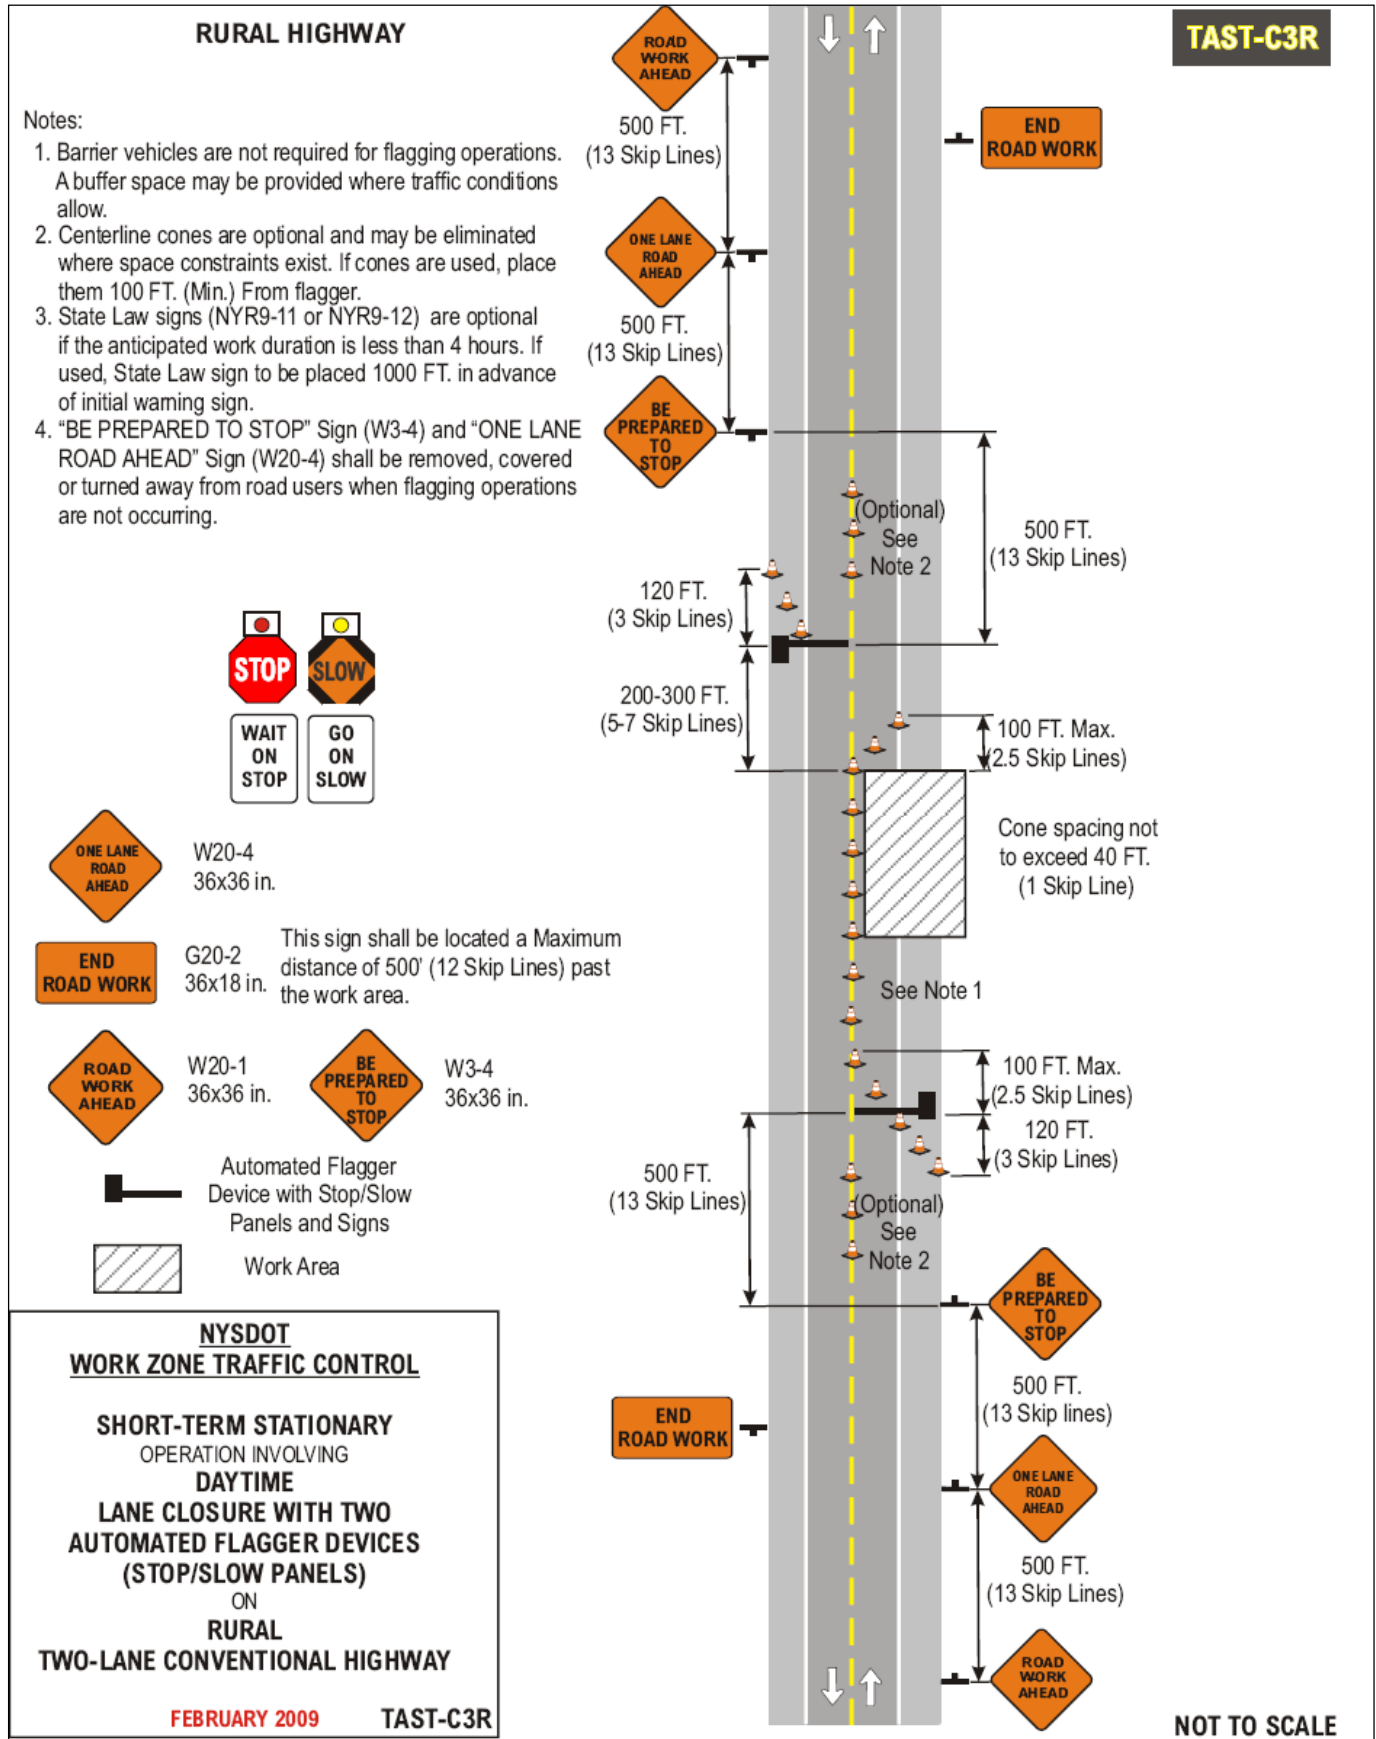 RURAL HIGHWAY
TAST-C3R
Notes:
1. Barrier vehicles are not required for flagging operations.
A buffer space may be provided where traffic conditions
allow.
2. Centerline cones are optional and may be eliminated
where space constraints exist. If cones are used, place
them 100 FT. (Min.) From flagger.
3. State Law signs (NYR9-11 or NYR9-12) are optional
if the anticipated work duration is less than 4 hours. If
used, State Law sign to be placed 1000 FT. in advance
of initial warning sign.
4. “BE PREPARED TO STOP” Sign (W3-4) and “ONE LANE
ROAD AHEAD” Sign (W20-4) shall be removed, covered
or turned away from road users when flagging operations
are not occurring.
ROAD
WORK
AHEAD
500 FT.
(13 Skip Lines)
END
ROAD WORK
ONE LANE
ROAD
AHEAD
500 FT.
(13 Skip Lines)
BE
PREPARED
TO
STOP
(Optional)
See
Note 2
500 FT.
(13 Skip Lines)
120 FT.
(3 Skip Lines)
200-300 FT.
(5-7 Skip Lines)
100 FT. Max.
(2.5 Skip Lines)
Cone spacing not
to exceed 40 FT.
(1 Skip Line)
See Note 1
100 FT. Max.
(2.5 Skip Lines)
120 FT.
(3 Skip Lines)
500 FT.
(13 Skip Lines)
(Optional)
See
Note 2
BE
PREPARED
TO
STOP
500 FT.
(13 Skip lines)
END
ROAD WORK
ONE LANE
ROAD
AHEAD
500 FT.
(13 Skip Lines)
ROAD
WORK
AHEAD
STOP
SLOW
WAIT
ON
STOP
GO
ON
SLOW
ONE LANE
ROAD
AHEAD
W20-4
36x36 in.
END
ROAD WORK
G20-2
36x18 in.
This sign shall be located a Maximum
distance of 500' (12 Skip Lines) past
the work area.
ROAD
WORK
AHEAD
W20-1
36x36 in.
BE
PREPARED
TO
STOP
W3-4
36x36 in.
Automated Flagger
Device with Stop/Slow
Panels and Signs
Work Area
NYSDOT
WORK ZONE TRAFFIC CONTROL
SHORT-TERM STATIONARY
OPERATION INVOLVING
DAYTIME
LANE CLOSURE WITH TWO
AUTOMATED FLAGGER DEVICES
(STOP/SLOW PANELS)
ON
RURAL
TWO-LANE CONVENTIONAL HIGHWAY
FEBRUARY 2009 TAST-C3R
NOT TO SCALE